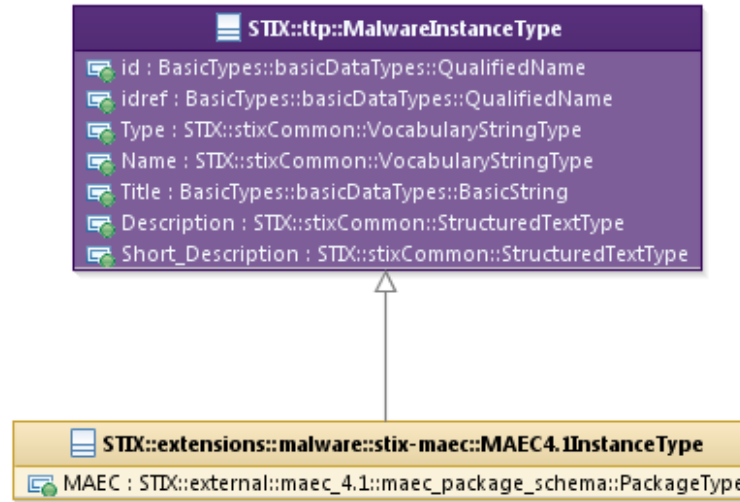 STIX::ttp::MalwareInstanceType
id : BasicTypes::basicDataTypes::QualifiedName
idref : BasicTypes::basicDataTypes::QualifiedName
Type : STIX::stixCommon::VocabularyStringType
Name : STIX::stixCommon::VocabularyStringType
Title : BasicTypes::basicDataTypes::BasicString
Description : STIX::stixCommon::StructuredTextType
Short_Description : STIX::stixCommon::StructuredTextType
STIX::extensions::malware::stix-maec::MAEC4.1InstanceType
MAEC : STIX::external::maec_4.1::maec_package_schema::PackageType